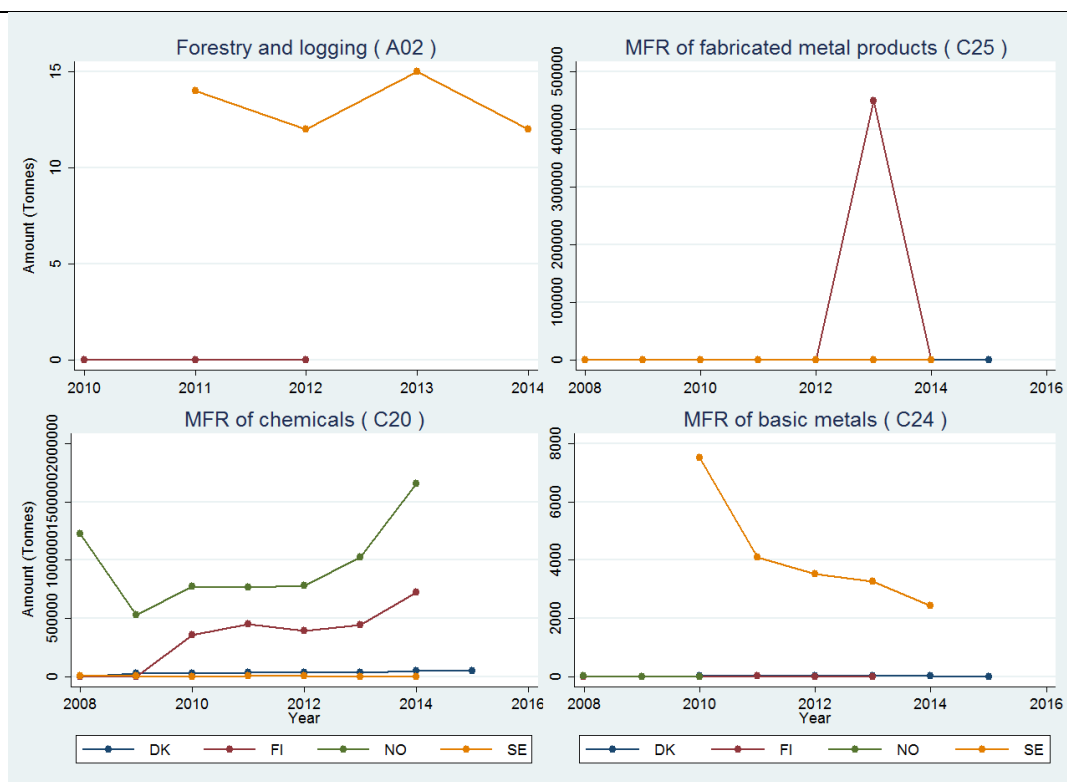 Forestry and logging ( A02 )
Amount (Tonnes)
0 5 10 15
2010 2011 2012 2013 2014
MFR of fabricated metal products ( C25 )
0 100000 200000 300000 400000 500000
2008 2010 2012 2014 2016
MFR of chemicals ( C20 )
Amount (Tonnes)
0 500000 1000000 1500000 2000000
2008 2010 2012 2014 2016
Year
DK FI NO SE
MFR of basic metals ( C24 )
0 2000 4000 6000 8000
2008 2010 2012 2014 2016
Year
DK FI NO SE